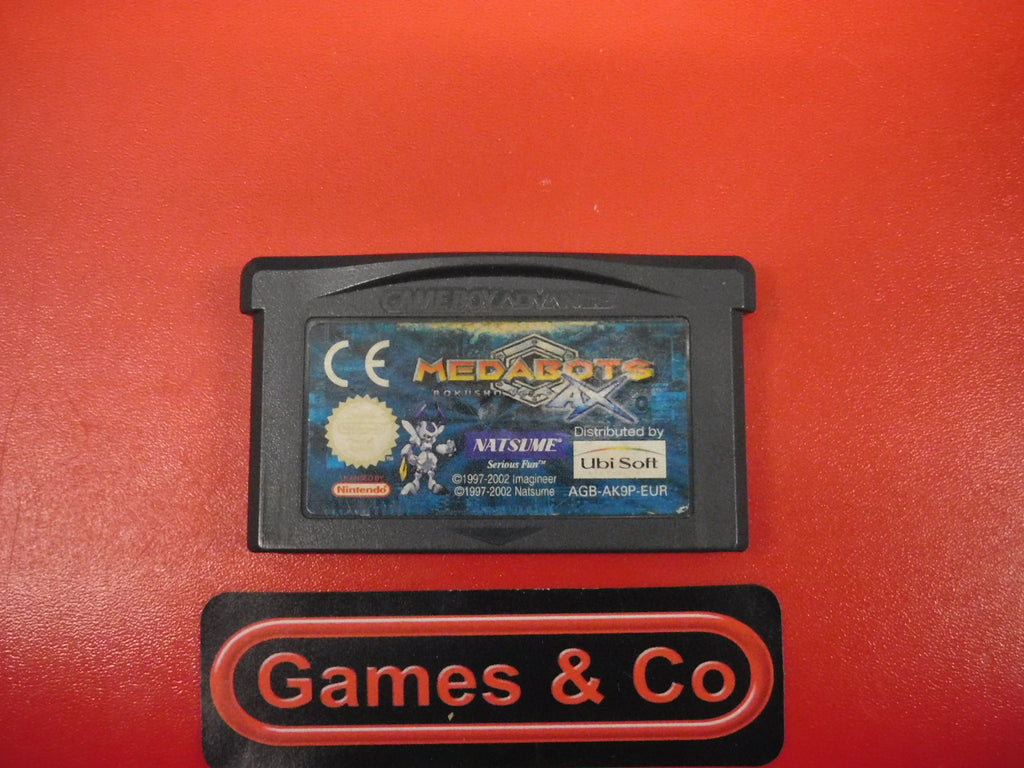 GAME BOY ADVANCE
CE
MEDABOTS
AX
ROKUSHO
NATSUME®
Serious Fun™
Distributed by
Ubi Soft
Nintendo
©1997-2002 Imagineer
©1997-2002 Natsume
AGB-AK9P-EUR
Games & Co